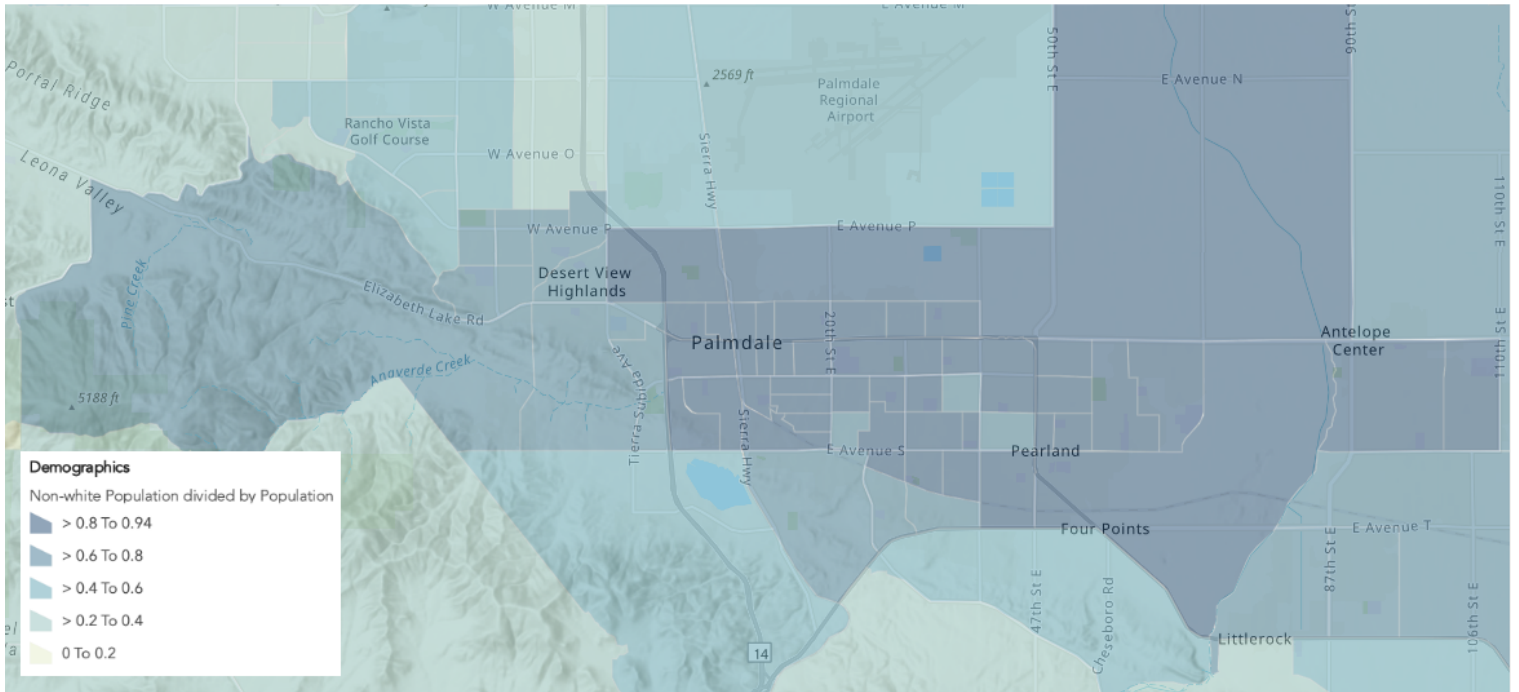 W Avenue M
E Avenue M
50th St E
90th St
Portal Ridge
2569 ft
E Avenue N
Palmdale
Regional
Airport
Rancho Vista
Golf Course
Sierra Hwy
W Avenue O
Leona Valley
110th St E
W Avenue P
E Avenue P
Desert View
Highlands
Pine Creek
Elizabeth Lake Rd
st
Palmdale
20th St E
Antelope
Center
110th St E
Anaverde Creek
Tierra Subida Ave
5188 ft
Sierra Hwy
E Avenue S
Pearland
Demographics
Non-white Population divided by Population
> 0.8 To 0.94
> 0.6 To 0.8
> 0.4 To 0.6
> 0.2 To 0.4
0 To 0.2
Four Points
E Avenue T
87th St E
47th St E
Cheseboro Rd
106th St E
Littlerock
14
el